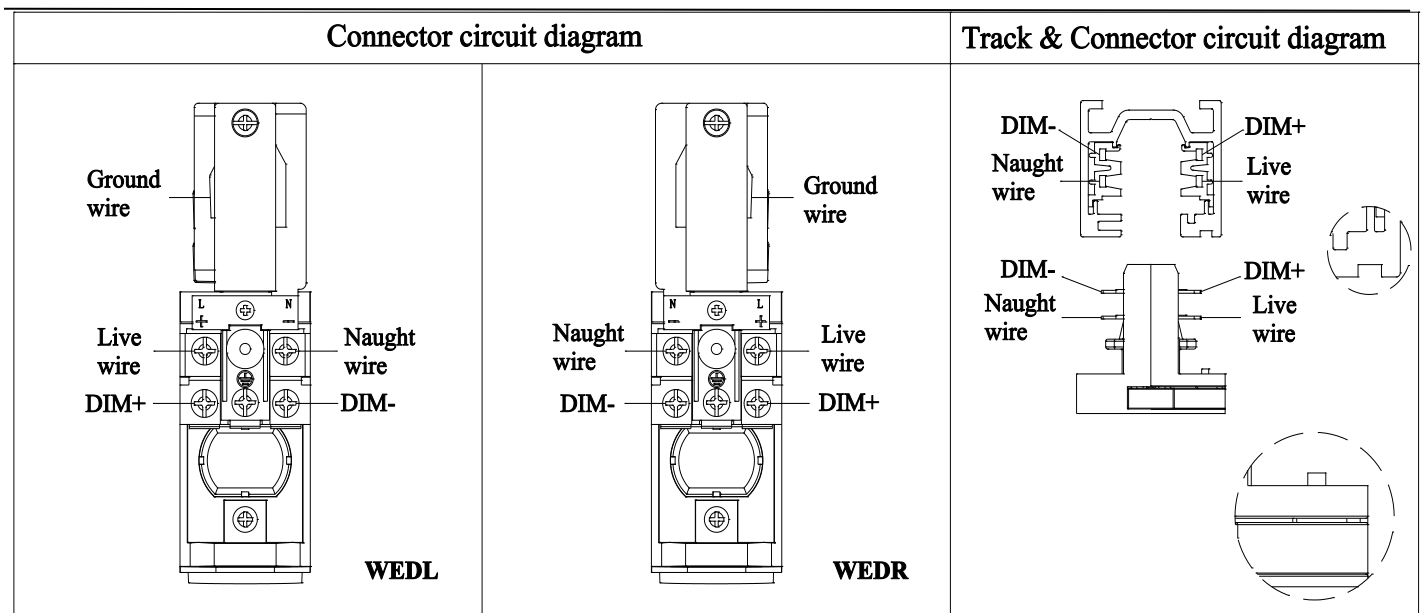 Connector circuit diagram
Track & Connector circuit diagram
Ground
wire
L
N
Live
wire
Naught
wire
DIM+
DIM-
WEDL
Ground
wire
N
L
Naught
wire
Live
wire
DIM-
DIM+
WEDR
DIM-
DIM+
Naught
wire
Live
wire
DIM-
DIM+
Naught
wire
Live
wire